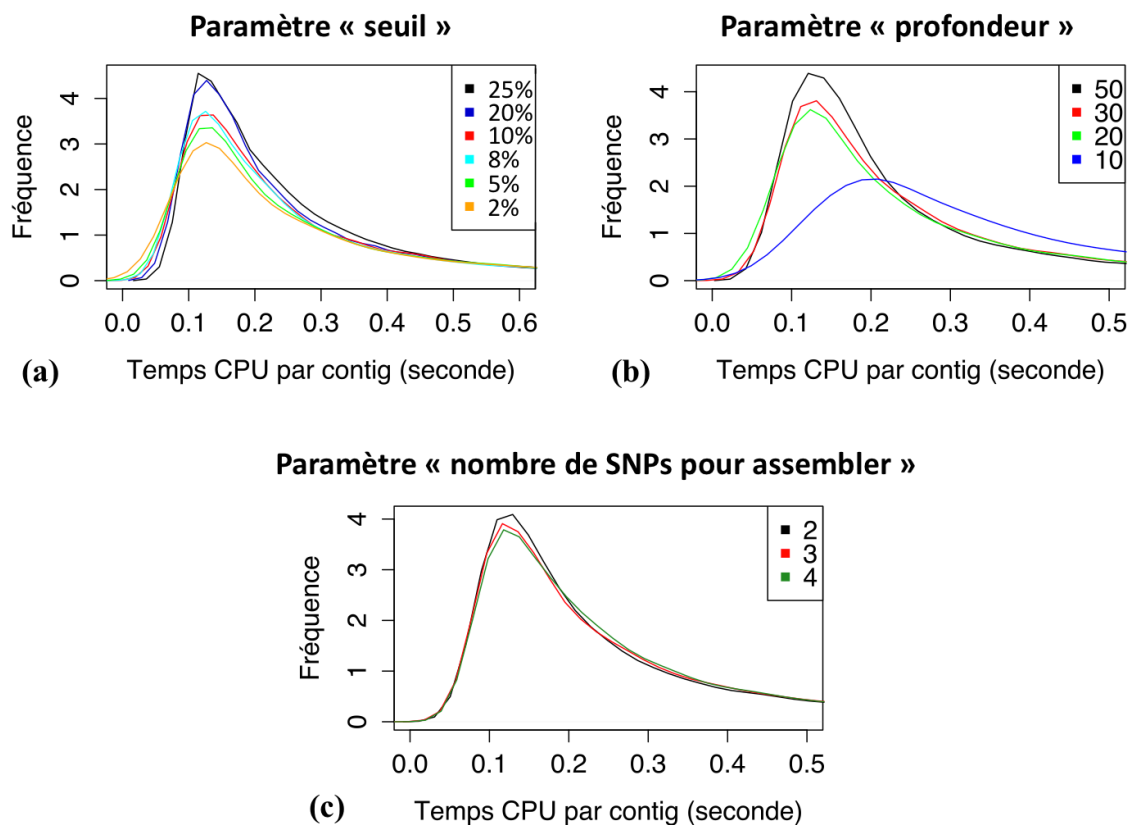 Paramètre « seuil »
Fréquence
4
3
2
1
0
25%
20%
10%
8%
5%
2%
0.0 0.1 0.2 0.3 0.4 0.5 0.6
(a) Temps CPU par contig (seconde)
Paramètre « profondeur »
Fréquence
4
3
2
1
0
50
30
20
10
0.0 0.1 0.2 0.3 0.4 0.5
(b) Temps CPU par contig (seconde)
Paramètre « nombre de SNPs pour assembler »
Fréquence
4
3
2
1
0
2
3
4
0.0 0.1 0.2 0.3 0.4 0.5
(c) Temps CPU par contig (seconde)